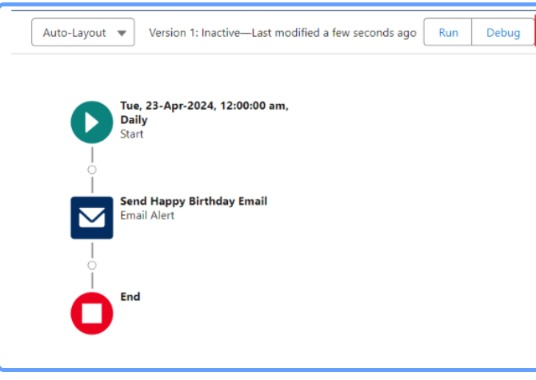 Auto-Layout Version 1: Inactive—Last modified a few seconds ago Run Debug
Tue, 23-Apr-2024, 12:00:00 am,
Daily
Start
Send Happy Birthday Email
Email Alert
End